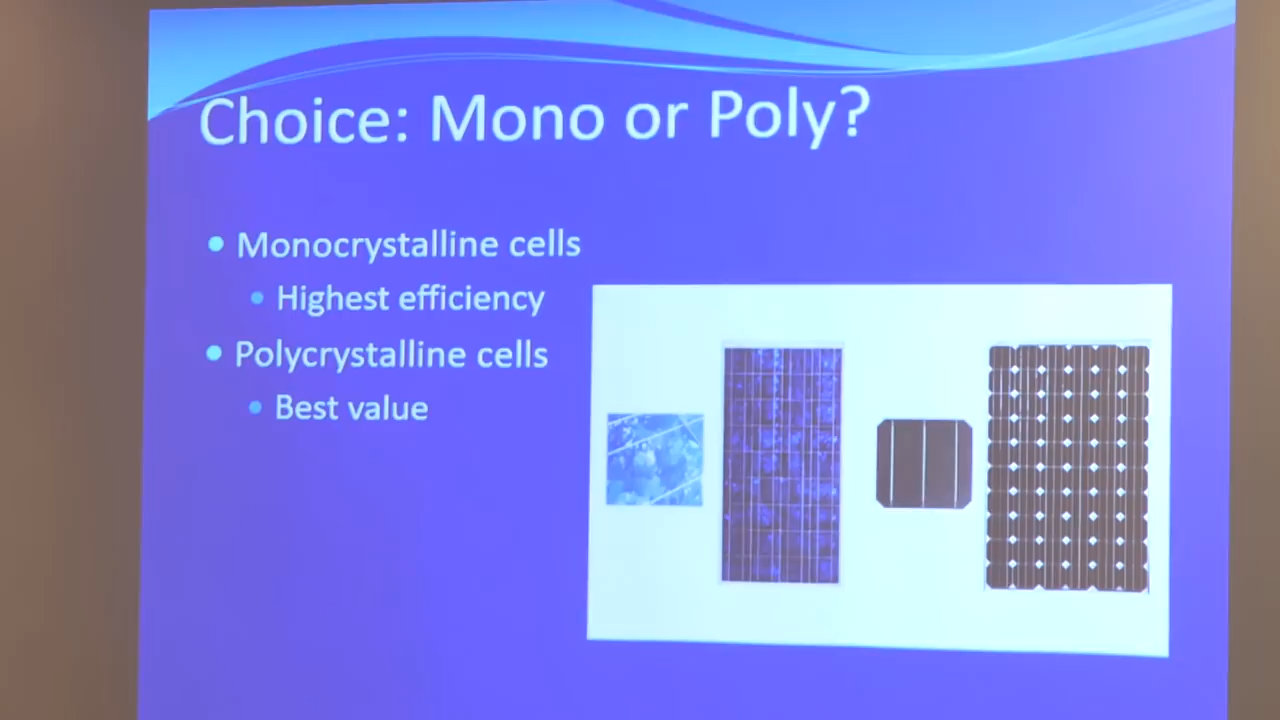 Choice: Mono or Poly?
• Monocrystalline cells
• Highest efficiency
• Polycrystalline cells
• Best value